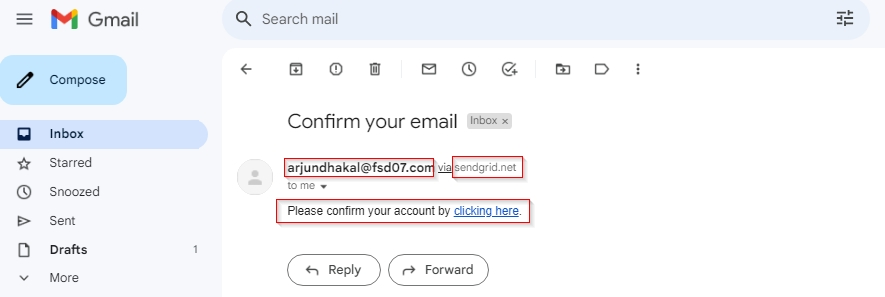 Gmail
Search mail
Compose
Inbox
Starred
Snoozed
Sent
Drafts 1
More
Confirm your email Inbox x
arjundhakal@fsd07.com via sendgrid.net
to me
Please confirm your account by clicking here.
Reply Forward